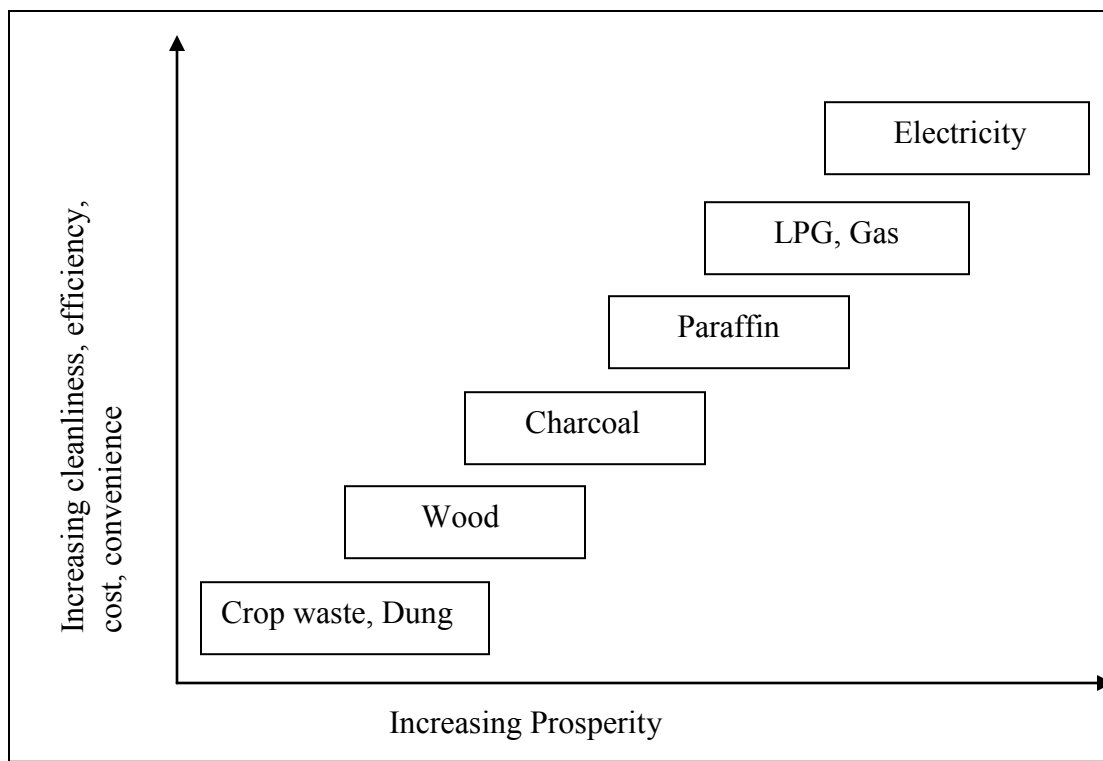 Electricity
LPG, Gas
Paraffin
Charcoal
Wood
Crop waste, Dung
Increasing cleanliness, efficiency,
cost, convenience
Increasing Prosperity